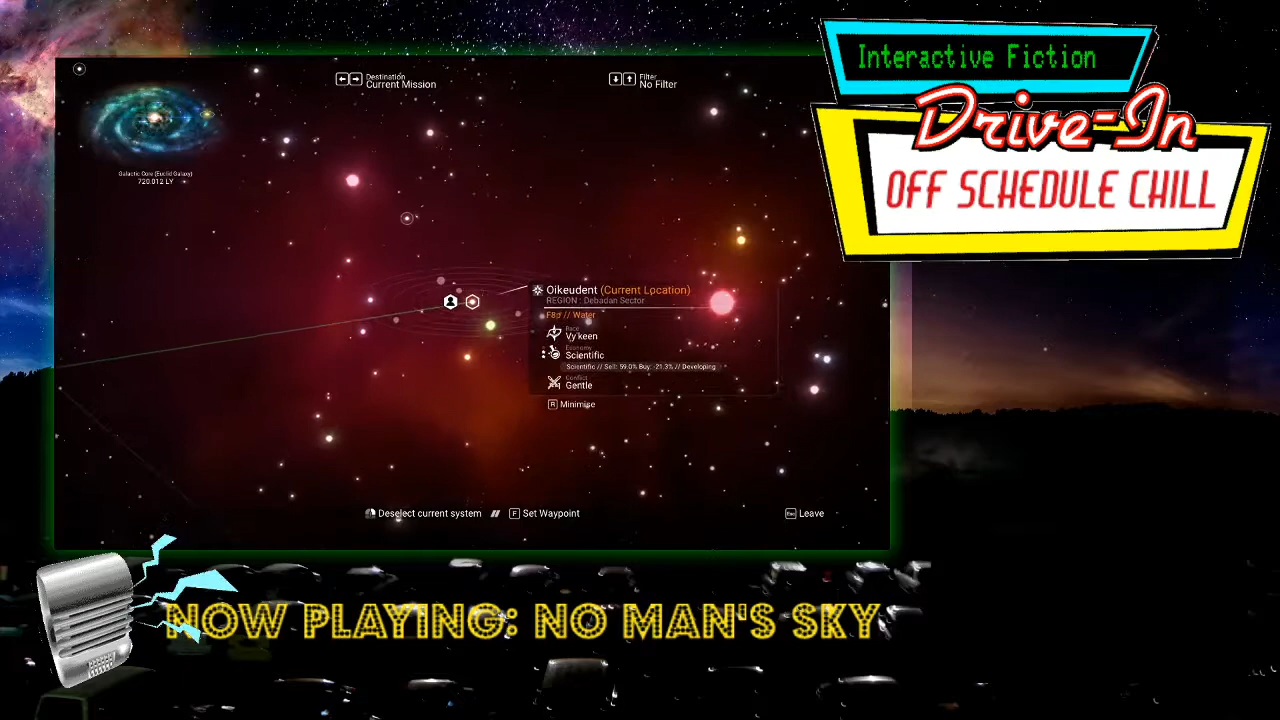 Interactive Fiction
Drive-In
OFF SCHEDULE CHILL
Destination
Current Mission
Filter
No Filter
Galactic Core (Euclid Galaxy)
720,012 LY
Oikeudent (Current Location)
REGION : Debadan Sector
// Water
Race
Vy'keen
Economy
Scientific
Scientific // Sell: 59.0% Buy: -21.3% // Developing
Conflict
Gentle
R Minimise
Deselect current system // F Set Waypoint
Esc Leave
NOW PLAYING: NO MAN'S SKY